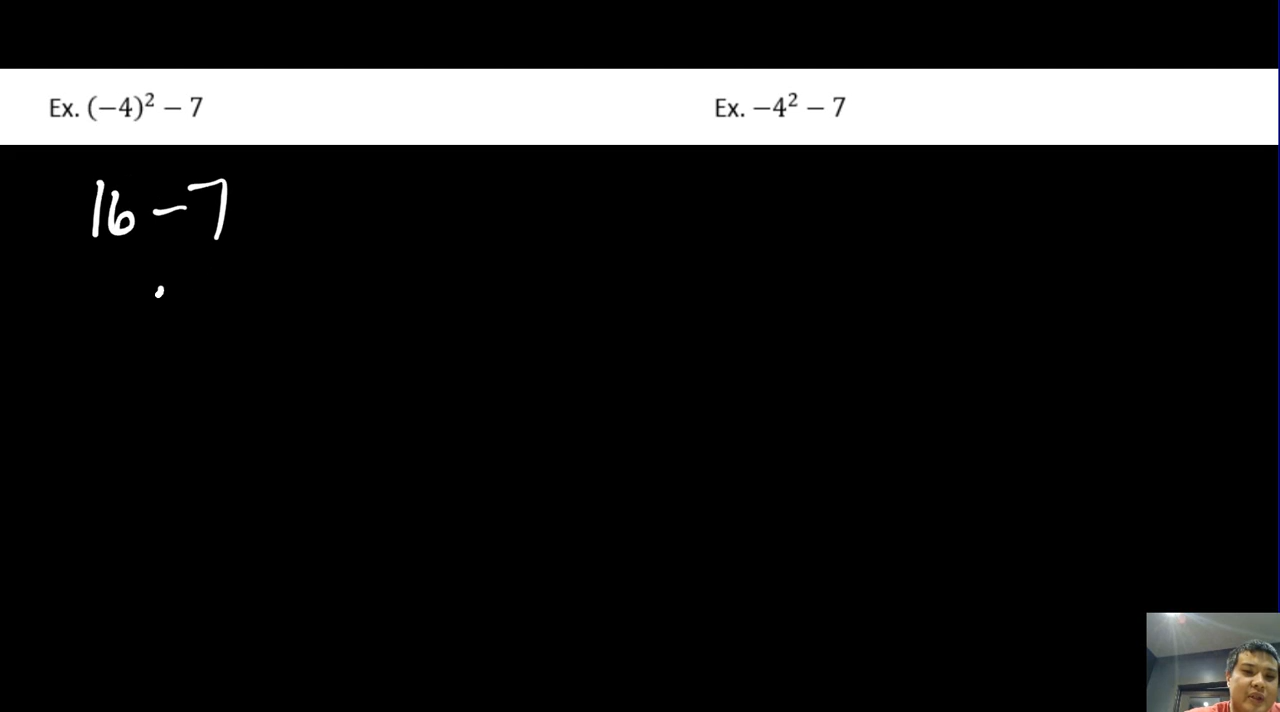 Ex. (−4)² − 7
Ex. −4² − 7
16 − 7